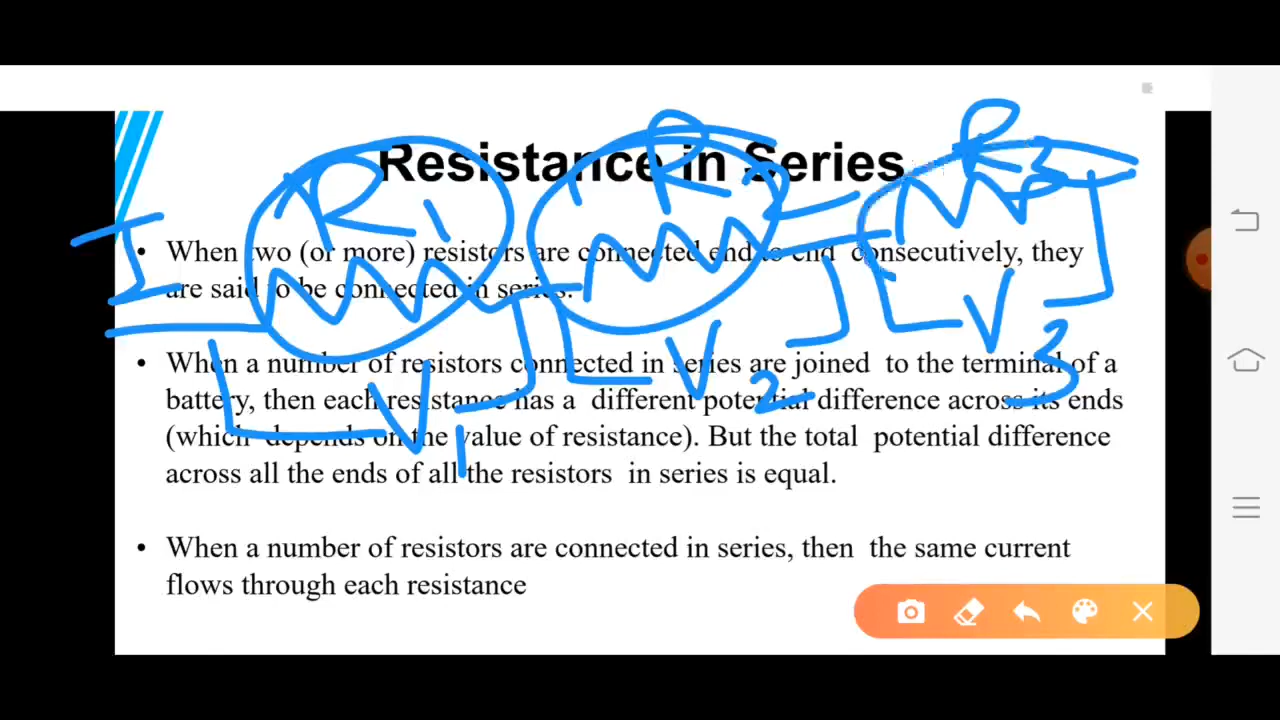 Resistance in Series
R1
R2
R3
I
• When two (or more) resistors are connected end to end consecutively, they
are said to be connected in series.
V1
V2
V3
• When a number of resistors connected in series are joined to the terminal of a
battery, then each resistance has a different potential difference across its ends
(which depends on the value of resistance). But the total potential difference
across all the ends of all the resistors in series is equal.
• When a number of resistors are connected in series, then the same current
flows through each resistance